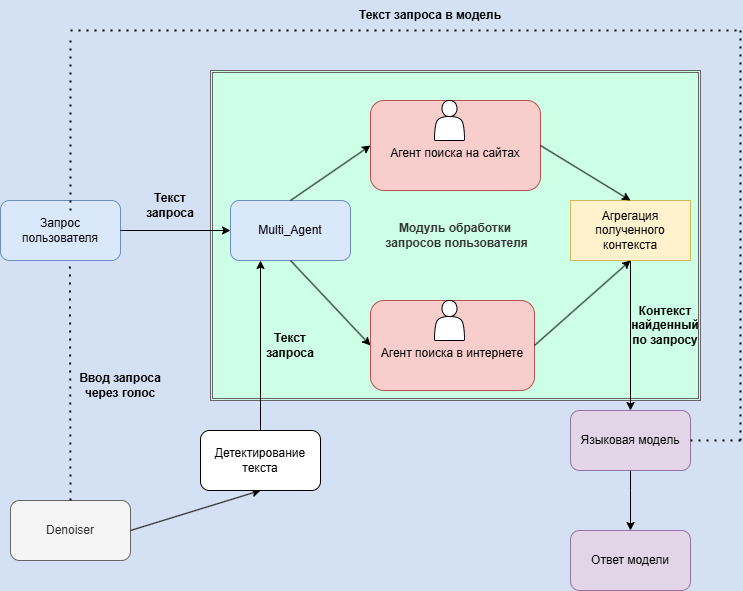 Текст запроса в модель
Агент поиска на сайтах
Текст
запроса
Запрос
пользователя
Multi_Agent
Модуль обработки
запросов пользователя
Агрегация
полученного
контекста
Контекст
найденный
по запросу
Текст
запроса
Агент поиска в интернете
Ввод запроса
через голос
Детектирование
текста
Языковая модель
Denoiser
Ответ модели